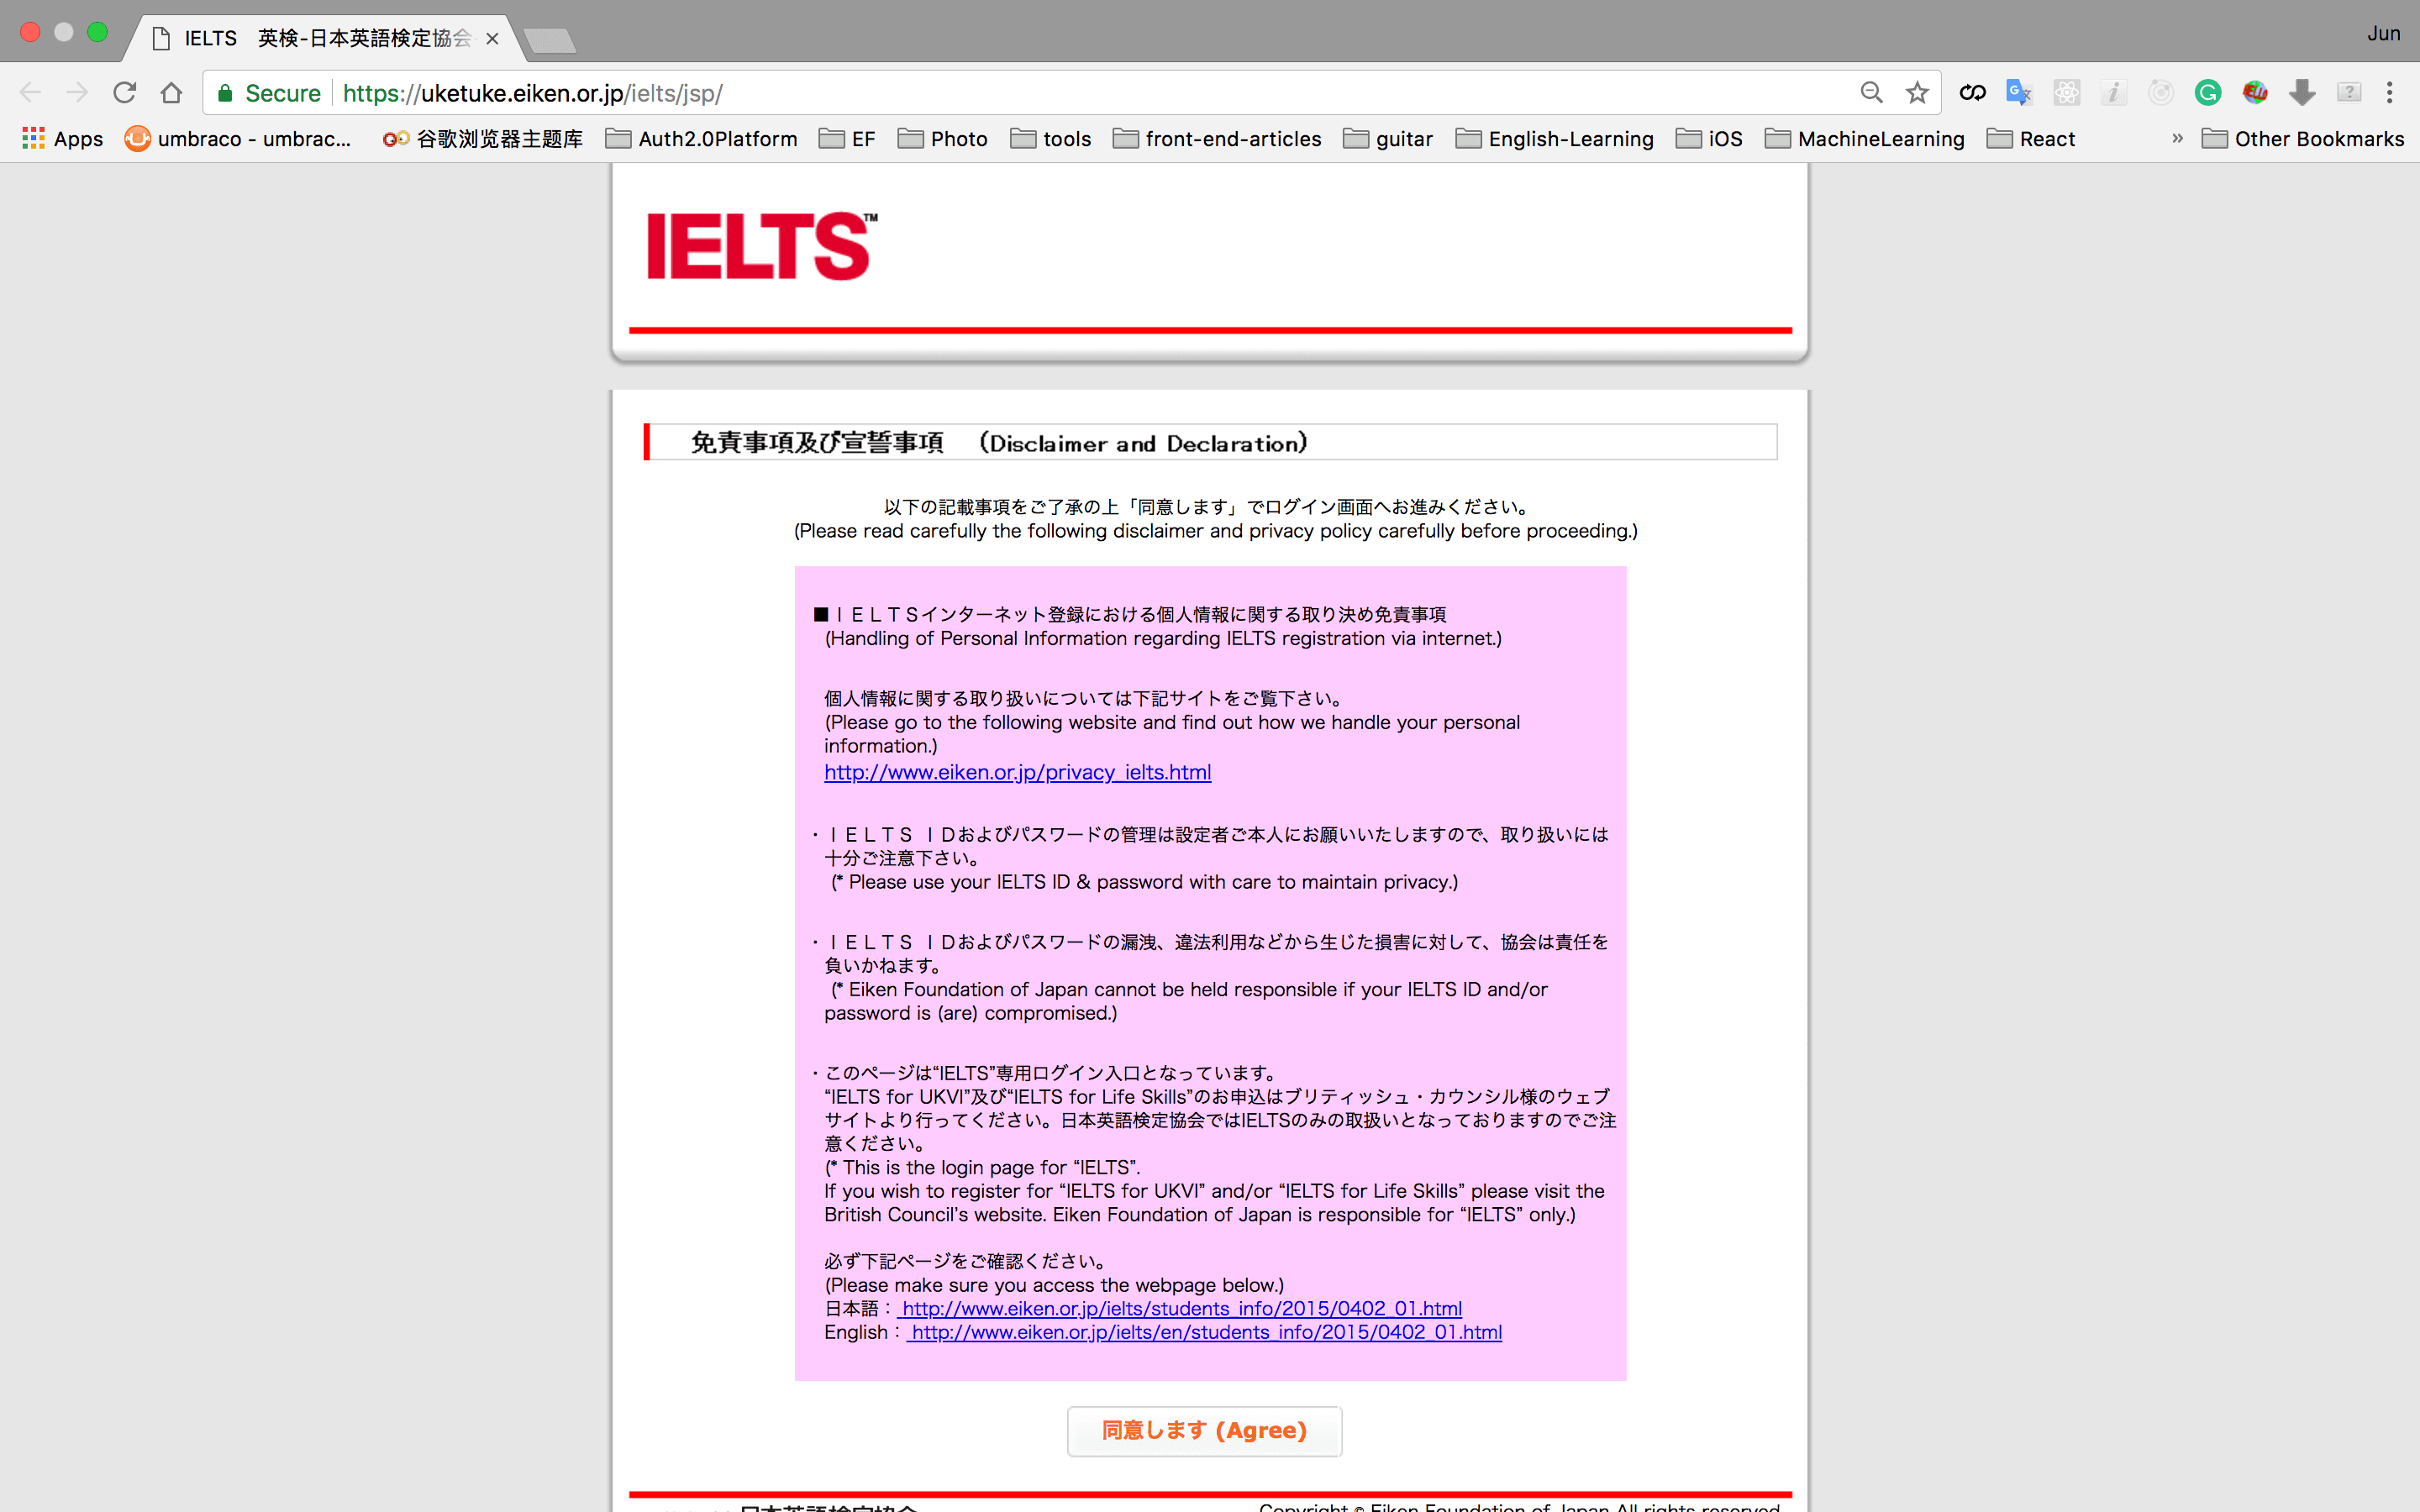 IELTS 英検-日本英語検定協会
Jun
Secure https://uketuke.eiken.or.jp/ielts/jsp/
Apps umbraco - umbrac... 谷歌浏览器主题库 Auth2.0Platform EF Photo tools front-end-articles guitar English-Learning iOS MachineLearning React » Other Bookmarks
IELTS™
免責事項及び宣誓事項 （Disclaimer and Declaration）
以下の記載事項をご了承の上「同意します」でログイン画面へお進みください。
(Please read carefully the following disclaimer and privacy policy carefully before proceeding.)
■ＩＥＬＴＳインターネット登録における個人情報に関する取り決め免責事項
(Handling of Personal Information regarding IELTS registration via internet.)
個人情報に関する取り扱いについては下記サイトをご覧下さい。
(Please go to the following website and find out how we handle your personal
information.)
http://www.eiken.or.jp/privacy_ielts.html
・ＩＥＬＴＳ ＩＤおよびパスワードの管理は設定者ご本人にお願いいたしますので、取り扱いには
十分ご注意下さい。
(* Please use your IELTS ID & password with care to maintain privacy.)
・ＩＥＬＴＳ ＩＤおよびパスワードの漏洩、違法利用などから生じた損害に対して、協会は責任を
負いかねます。
(* Eiken Foundation of Japan cannot be held responsible if your IELTS ID and/or
password is (are) compromised.)
・このページは“IELTS”専用ログイン入口となっています。
“IELTS for UKVI”及び“IELTS for Life Skills”のお申込はブリティッシュ・カウンシル様のウェブ
サイトより行ってください。日本英語検定協会ではIELTSのみの取扱いとなっておりますのでご注
意ください。
(* This is the login page for “IELTS”.
If you wish to register for “IELTS for UKVI” and/or “IELTS for Life Skills” please visit the
British Council’s website. Eiken Foundation of Japan is responsible for “IELTS” only.)
必ず下記ページをご確認ください。
(Please make sure you access the webpage below.)
日本語： http://www.eiken.or.jp/ielts/students_info/2015/0402_01.html
English： http://www.eiken.or.jp/ielts/en/students_info/2015/0402_01.html
同意します (Agree)
日本英語検定協会
Copyright © Eiken Foundation of Japan All rights reserved.